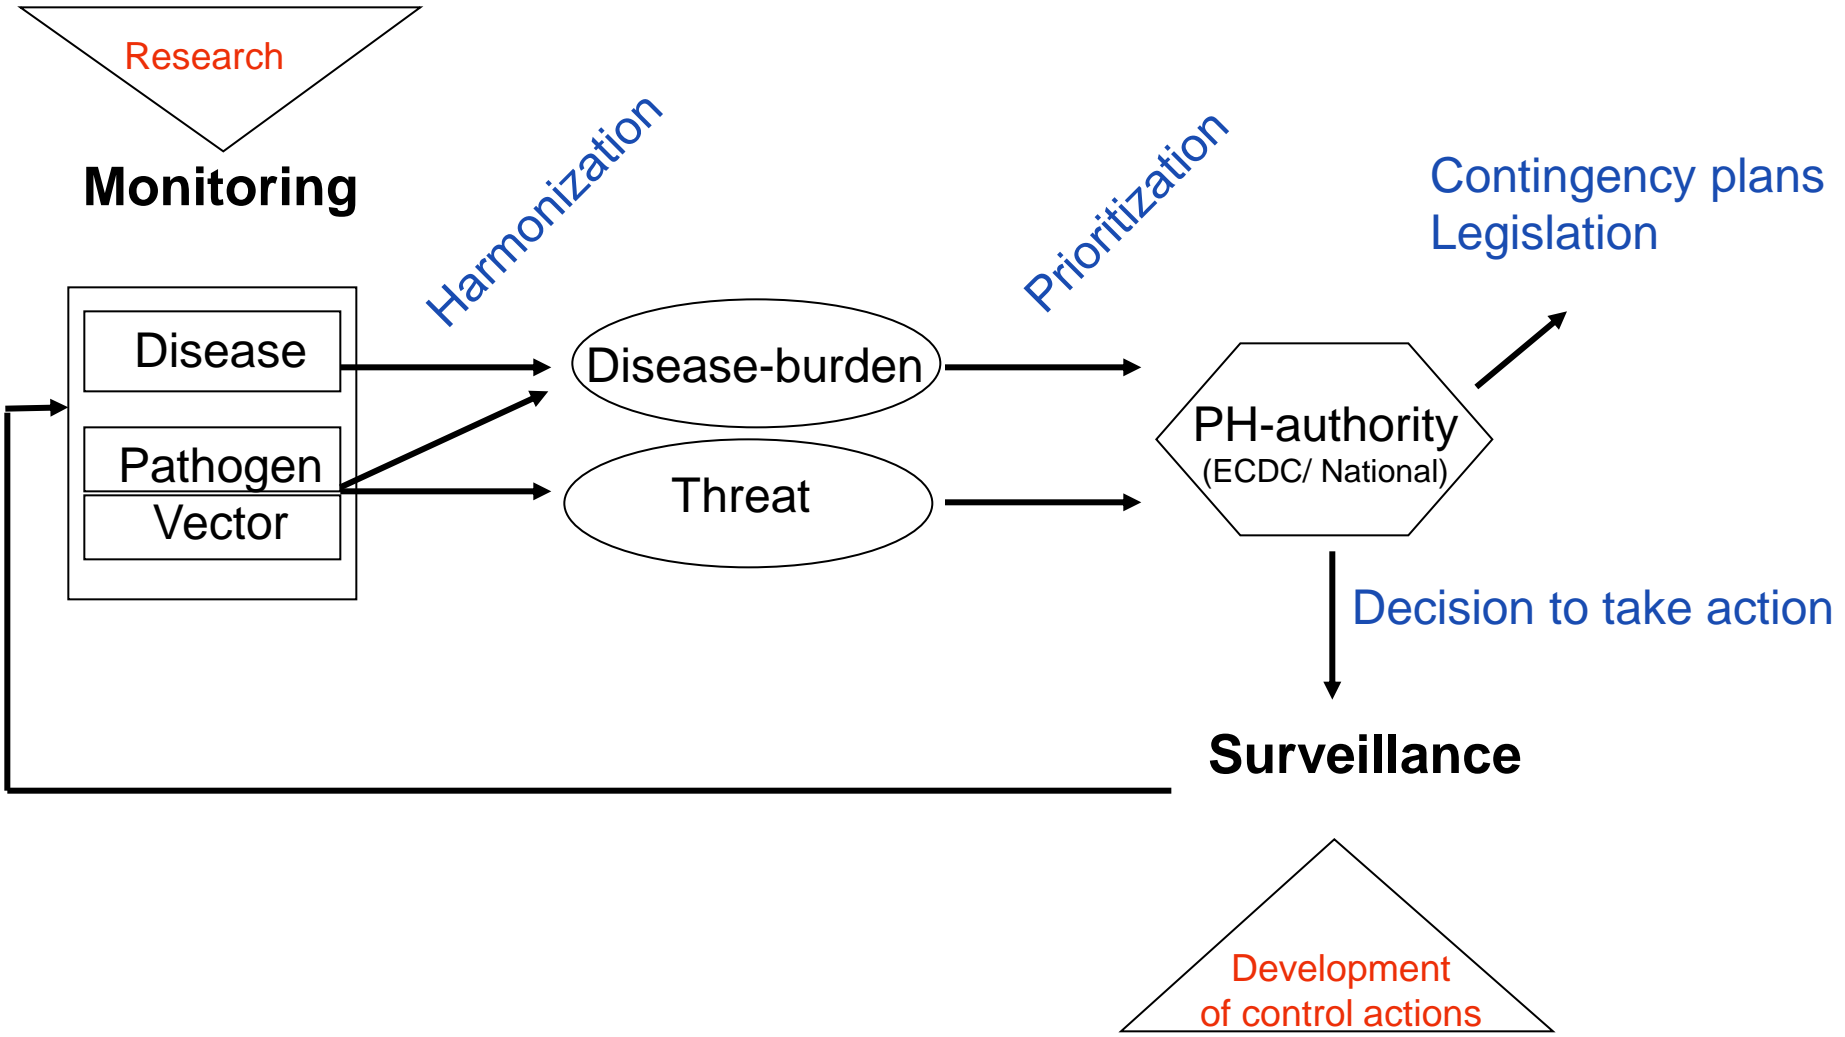 Research
Monitoring
Harmonization
Prioritization
Contingency plans
Legislation
Disease
Pathogen
Vector
Disease-burden
Threat
PH-authority
(ECDC/ National)
Decision to take action
Surveillance
Development
of control actions